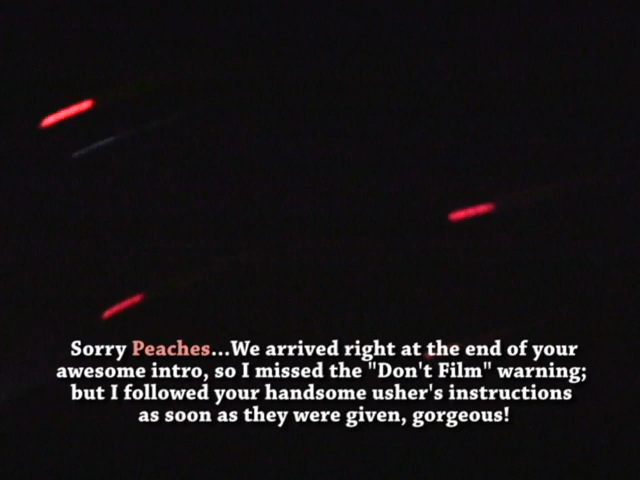 Sorry Peaches...We arrived right at the end of your
awesome intro, so I missed the "Don't Film" warning;
but I followed your handsome usher's instructions
as soon as they were given, gorgeous!